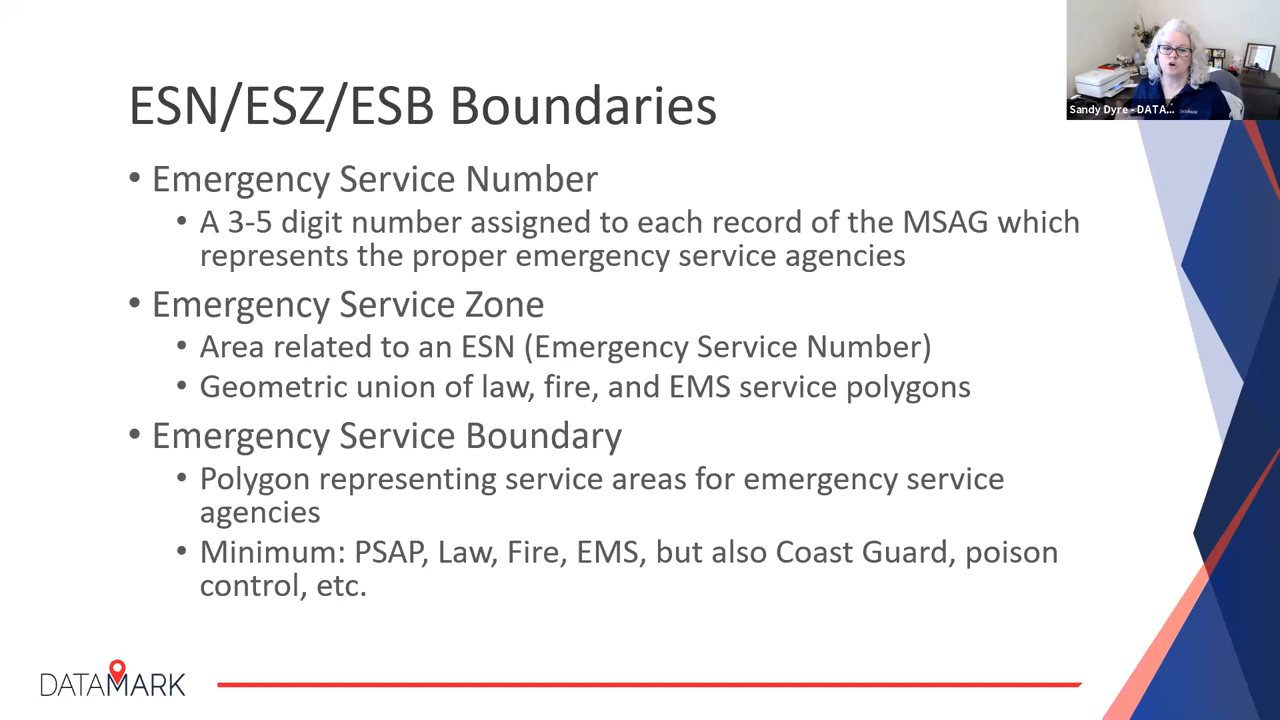 ESN/ESZ/ESB Boundaries
Sandy Dyre - DATA,...
• Emergency Service Number
• A 3-5 digit number assigned to each record of the MSAG which
represents the proper emergency service agencies
• Emergency Service Zone
• Area related to an ESN (Emergency Service Number)
• Geometric union of law, fire, and EMS service polygons
• Emergency Service Boundary
• Polygon representing service areas for emergency service
agencies
• Minimum: PSAP, Law, Fire, EMS, but also Coast Guard, poison
control, etc.
DATAMARK